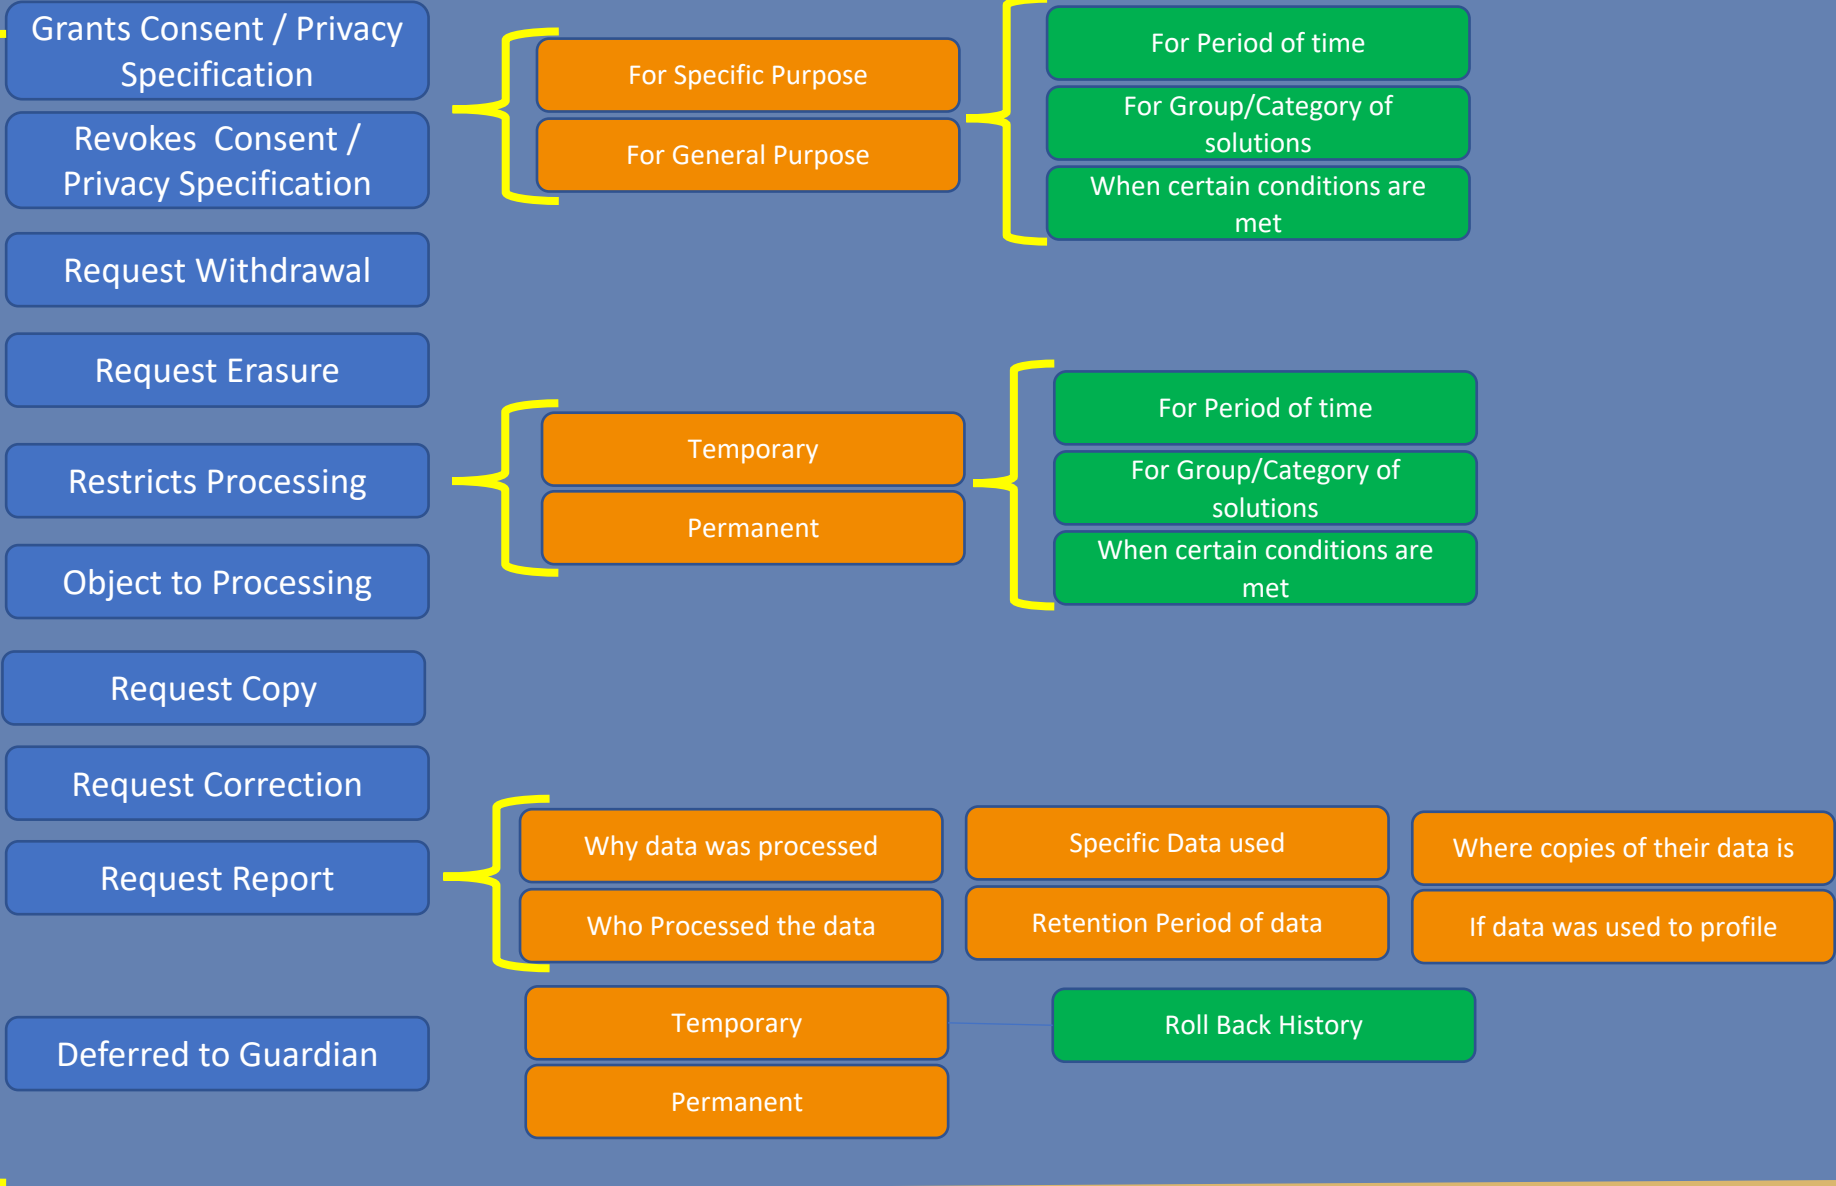 Grants Consent / Privacy
Specification
Revokes  Consent /
Privacy Specification
For Specific Purpose
For General Purpose
For Period of time
For Group/Category of
solutions
When certain conditions are
met
Request Withdrawal
Request Erasure
Restricts Processing
Temporary
Permanent
For Period of time
For Group/Category of
solutions
When certain conditions are
met
Object to Processing
Request Copy
Request Correction
Request Report
Why data was processed
Specific Data used
Where copies of their data is
Who Processed the data
Retention Period of data
If data was used to profile
Deferred to Guardian
Temporary
Roll Back History
Permanent